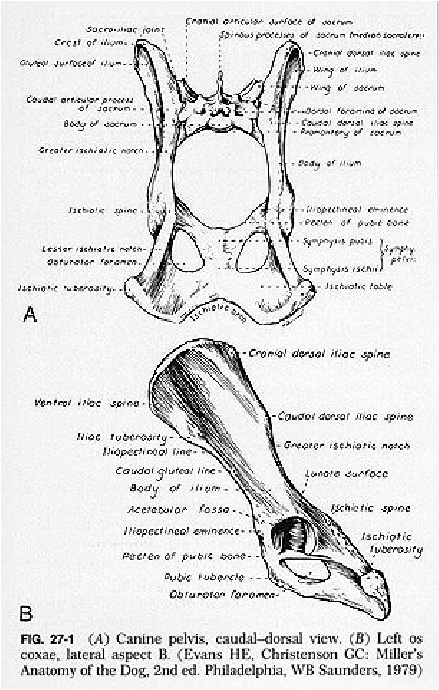 Cranial articular surface of sacrum
Sacroiliac joint
Spinous processes of sacrum (median sacral crest)
Crest of ilium
Cranial dorsal iliac spine
Gluteal surface of ilium
Wing of ilium
Wing of sacrum
Caudal articular process
of sacrum
Dorsal foramina of sacrum
Body of sacrum
Caudal dorsal iliac spine
Promontory of sacrum
Greater ischiatic notch
Body of ilium
Ischiatic spine
Iliopectineal eminence
Pecten of pubic bone
Lesser ischiatic notch
Symphysis pubis
Symph.
pelvis
Obturator foramen
Symphysis ischii
Ischiatic tuberosity
Ischiatic table
Ischiatic arch
A
Cranial dorsal iliac spine
Ventral iliac spine
Caudal dorsal iliac spine
Iliac tuberosity
Iliopectineal line
Greater ischiatic notch
Caudal gluteal line
Lunate surface
Body of ilium
Acetabular fossa
Ischiatic spine
Iliopectineal eminence
Ischiatic
tuberosity
Pecten of pubic bone
Pubic tubercle
Obturator foramen
B
FIG. 27-1 (A) Canine pelvis, caudal–dorsal view. (B) Left os
coxae, lateral aspect B. (Evans HE, Christenson GC: Miller's
Anatomy of the Dog, 2nd ed. Philadelphia, WB Saunders, 1979)